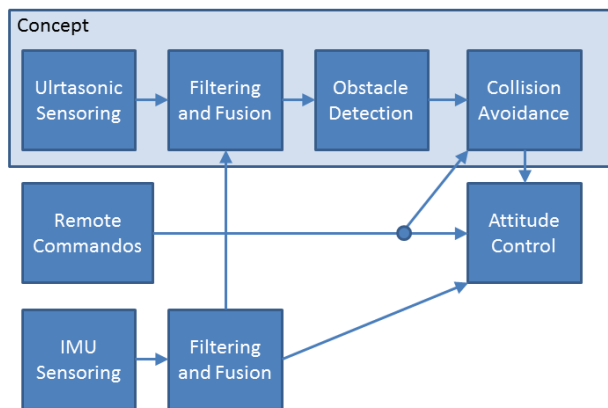 Concept
Ulrtasonic
Sensoring
Filtering
and Fusion
Obstacle
Detection
Collision
Avoidance
Remote
Commandos
Attitude
Control
IMU
Sensoring
Filtering
and Fusion